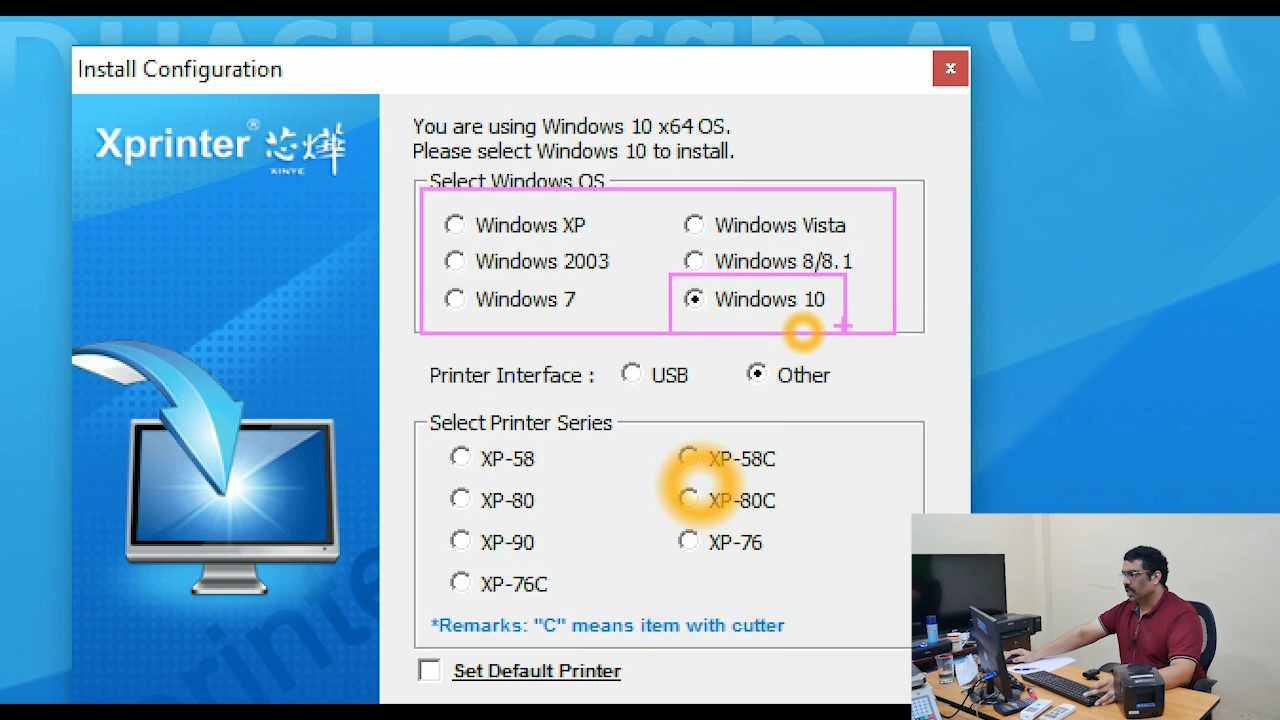 Install Configuration
x
Xprinter® 芯烨
XINYE
You are using Windows 10 x64 OS.
Please select Windows 10 to install.
Select Windows OS
Windows XP
Windows Vista
Windows 2003
Windows 8/8.1
Windows 7
Windows 10
Printer Interface :
USB
Other
Select Printer Series
XP-58
XP-58C
XP-80
XP-80C
XP-90
XP-76
XP-76C
*Remarks: "C" means item with cutter
Set Default Printer